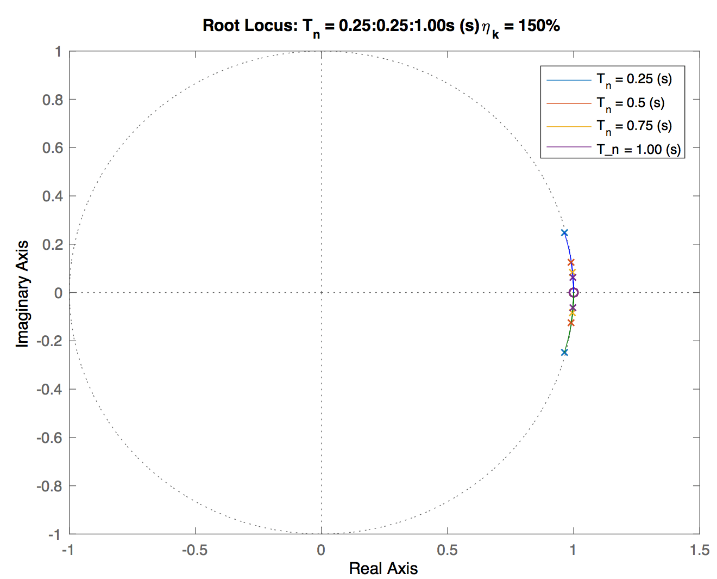 Root Locus: T_n = 0.25:0.25:1.00s (s) η_k = 150%
1
0.8
0.6
0.4
0.2
0
-0.2
-0.4
-0.6
-0.8
-1
Imaginary Axis
T_n = 0.25 (s)
T_n = 0.5 (s)
T_n = 0.75 (s)
T_n = 1.00 (s)
-1
-0.5
0
0.5
1
1.5
Real Axis